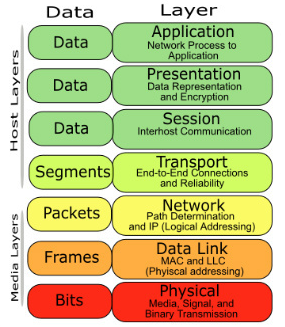 Data Layer
Host Layers
Data Application
Network Process to
Application
Data Presentation
Data Representation
and Encryption
Data Session
Interhost Communication
Segments Transport
End-to-End Connections
and Reliability
Media Layers
Packets Network
Path Determination
and IP (Logical Addressing)
Frames Data Link
MAC and LLC
(Phyiscal addressing)
Bits Physical
Media, Signal, and
Binary Transmission